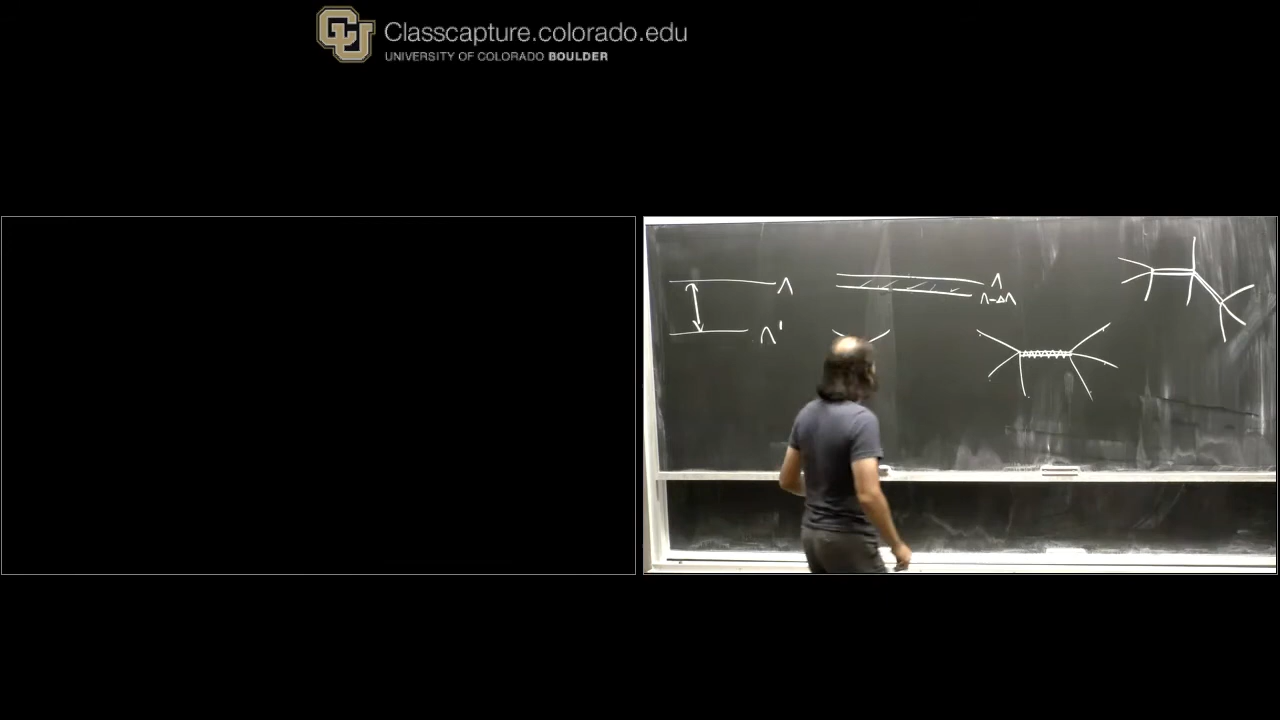 Classcapture.colorado.edu
UNIVERSITY OF COLORADO BOULDER
Λ
Λ'
Λ
Λ-ΔΛ